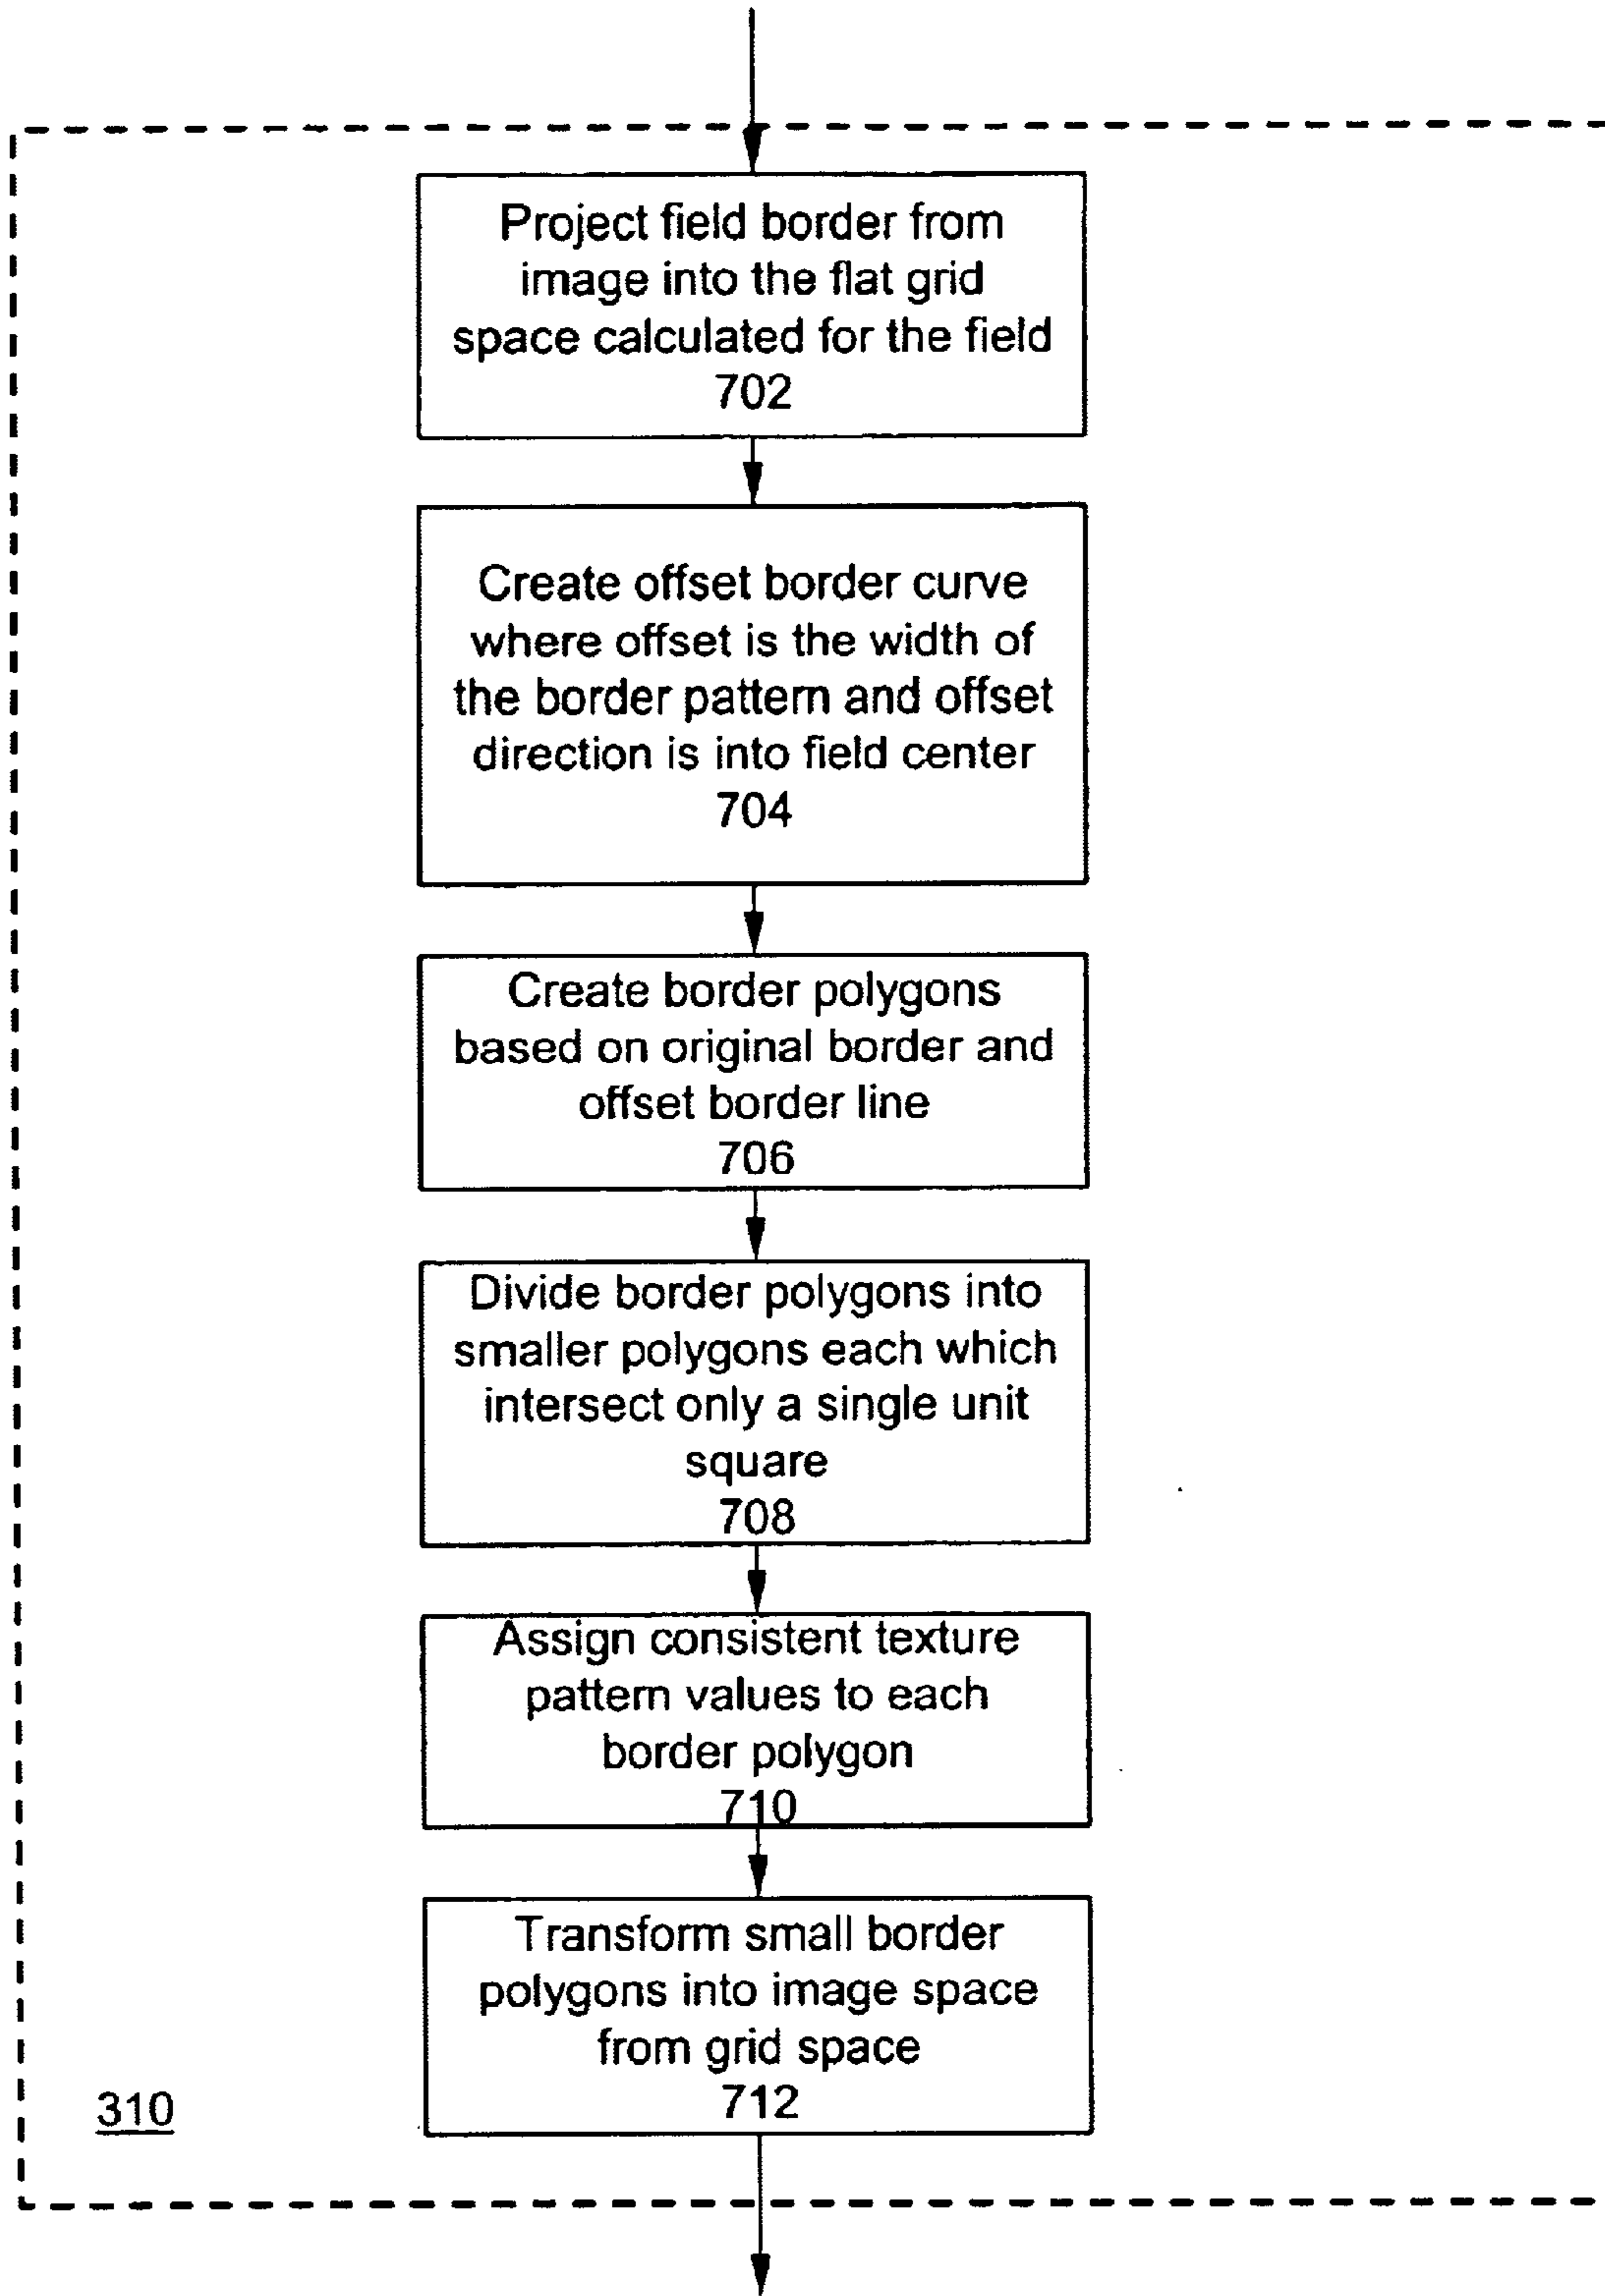 Project field border from
image into the flat grid
space calculated for the field
702
Create offset border curve
where offset is the width of
the border pattern and offset
direction is into field center
704
Create border polygons
based on original border and
offset border line
706
Divide border polygons into
smaller polygons each which
intersect only a single unit
square
708
Assign consistent texture
pattern values to each
border polygon
710
Transform small border
polygons into image space
from grid space
712
310